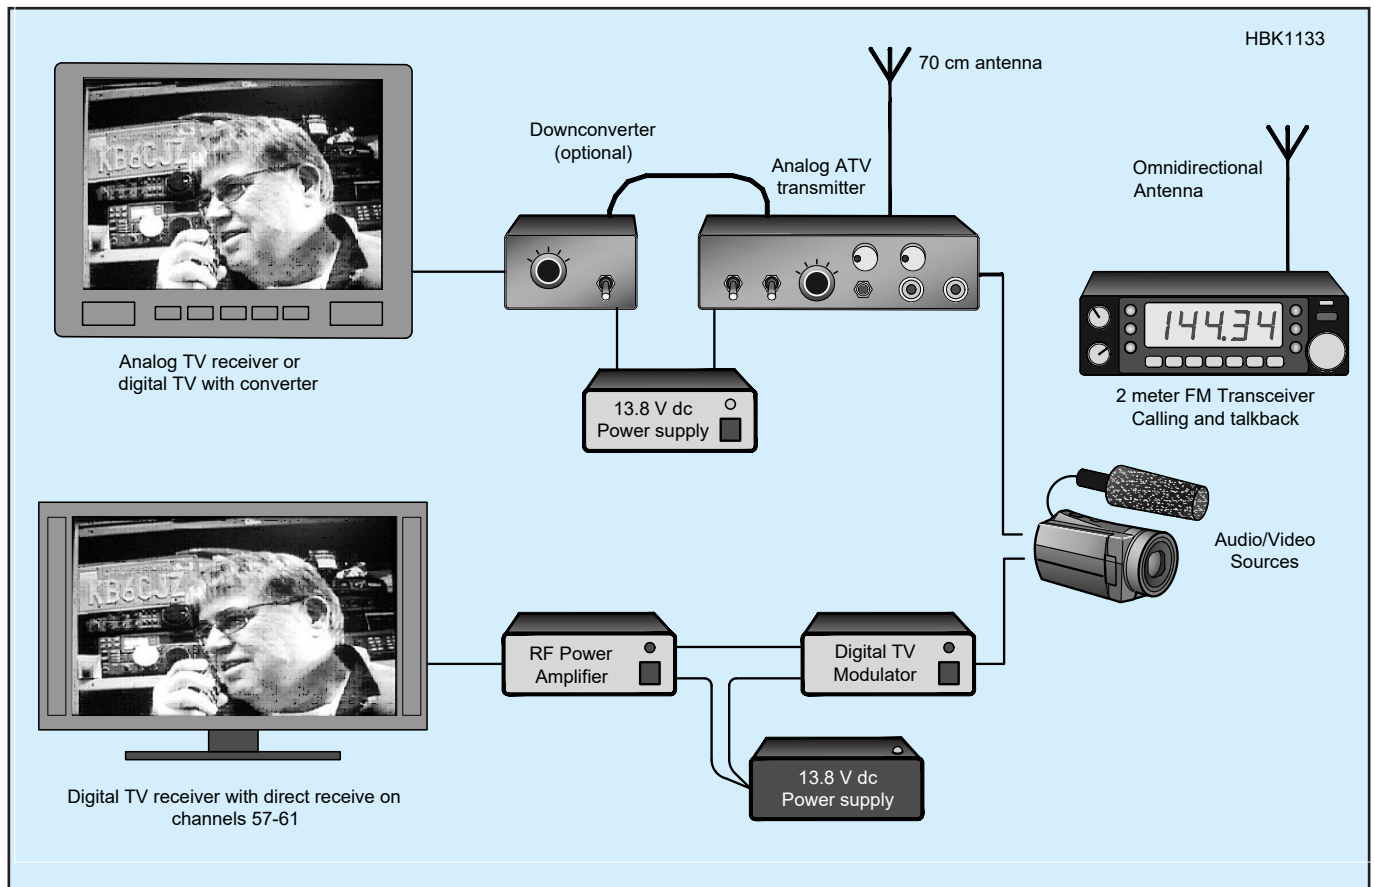 HBK1133
70 cm antenna
Downconverter
(optional)
Analog ATV
transmitter
Omnidirectional
Antenna
KB6CJZ
144.34
Analog TV receiver or
digital TV with converter
13.8 V dc
Power supply
2 meter FM Transceiver
Calling and talkback
Audio/Video
Sources
KB6CJZ
RF Power
Amplifier
Digital TV
Modulator
13.8 V dc
Power supply
Digital TV receiver with direct receive on
channels 57-61